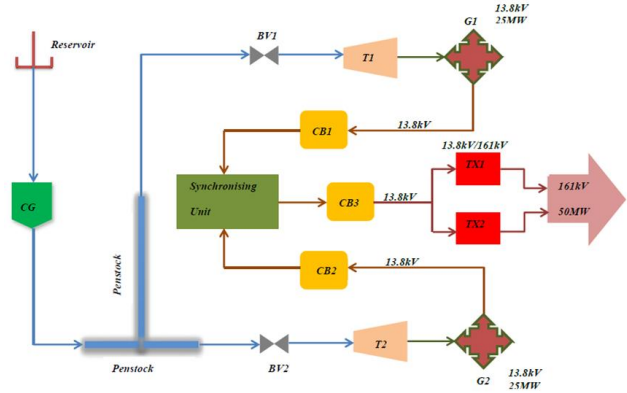 Reservoir
BV1
T1
G1
13.8kV
25MW
CB1
13.8kV
13.8kV/161kV
TX1
CG
Synchronising
Unit
CB3
13.8kV
161kV
50MW
TX2
Penstock
CB2
13.8kV
Penstock
BV2
T2
G2
13.8kV
25MW